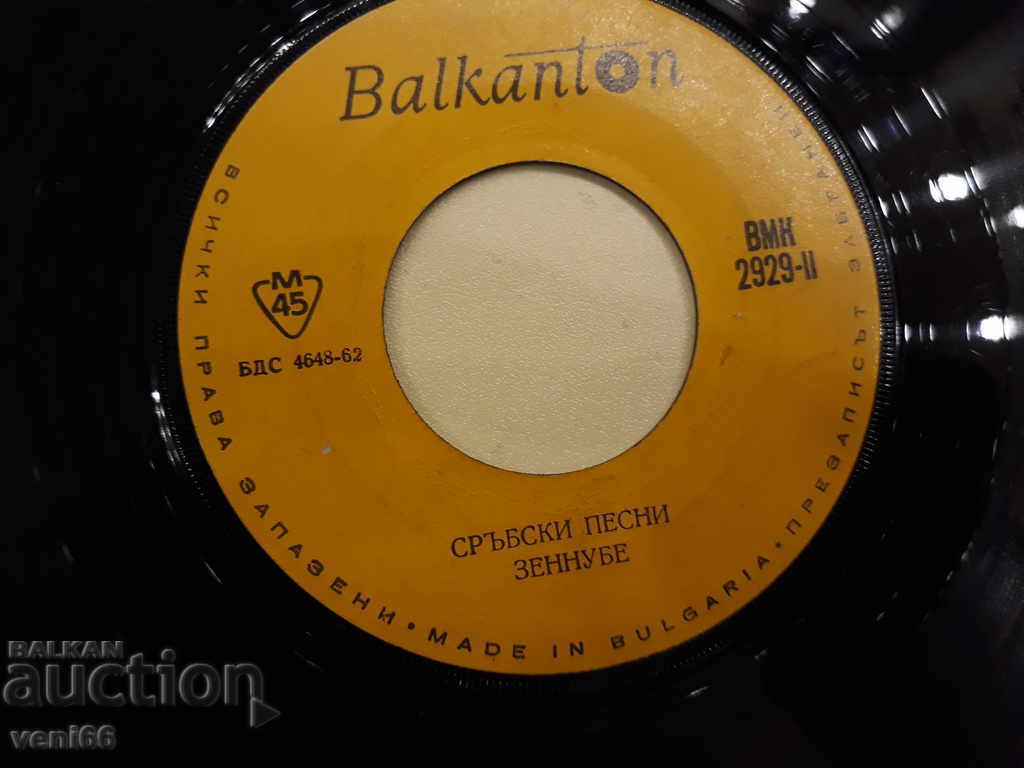 Balkanton
ВМК
2929-II
М
45
БДС 4648-62
СРЪБСКИ ПЕСНИ
ЗЕННУБЕ
ВСИЧКИ ПРАВА ЗАПАЗЕНИ • MADE IN BULGARIA • ПРЕЗАПИСЪТ ЗАБРАНЕН
BALKAN
auction
veni66